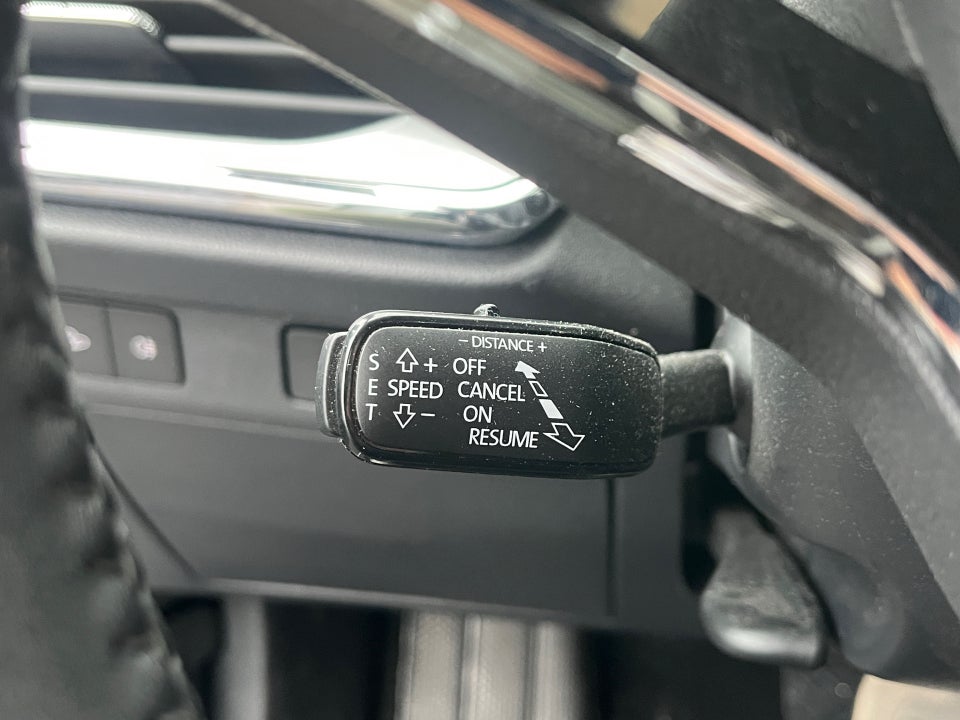 - DISTANCE +
S + OFF
E SPEED CANCEL
T - ON
RESUME